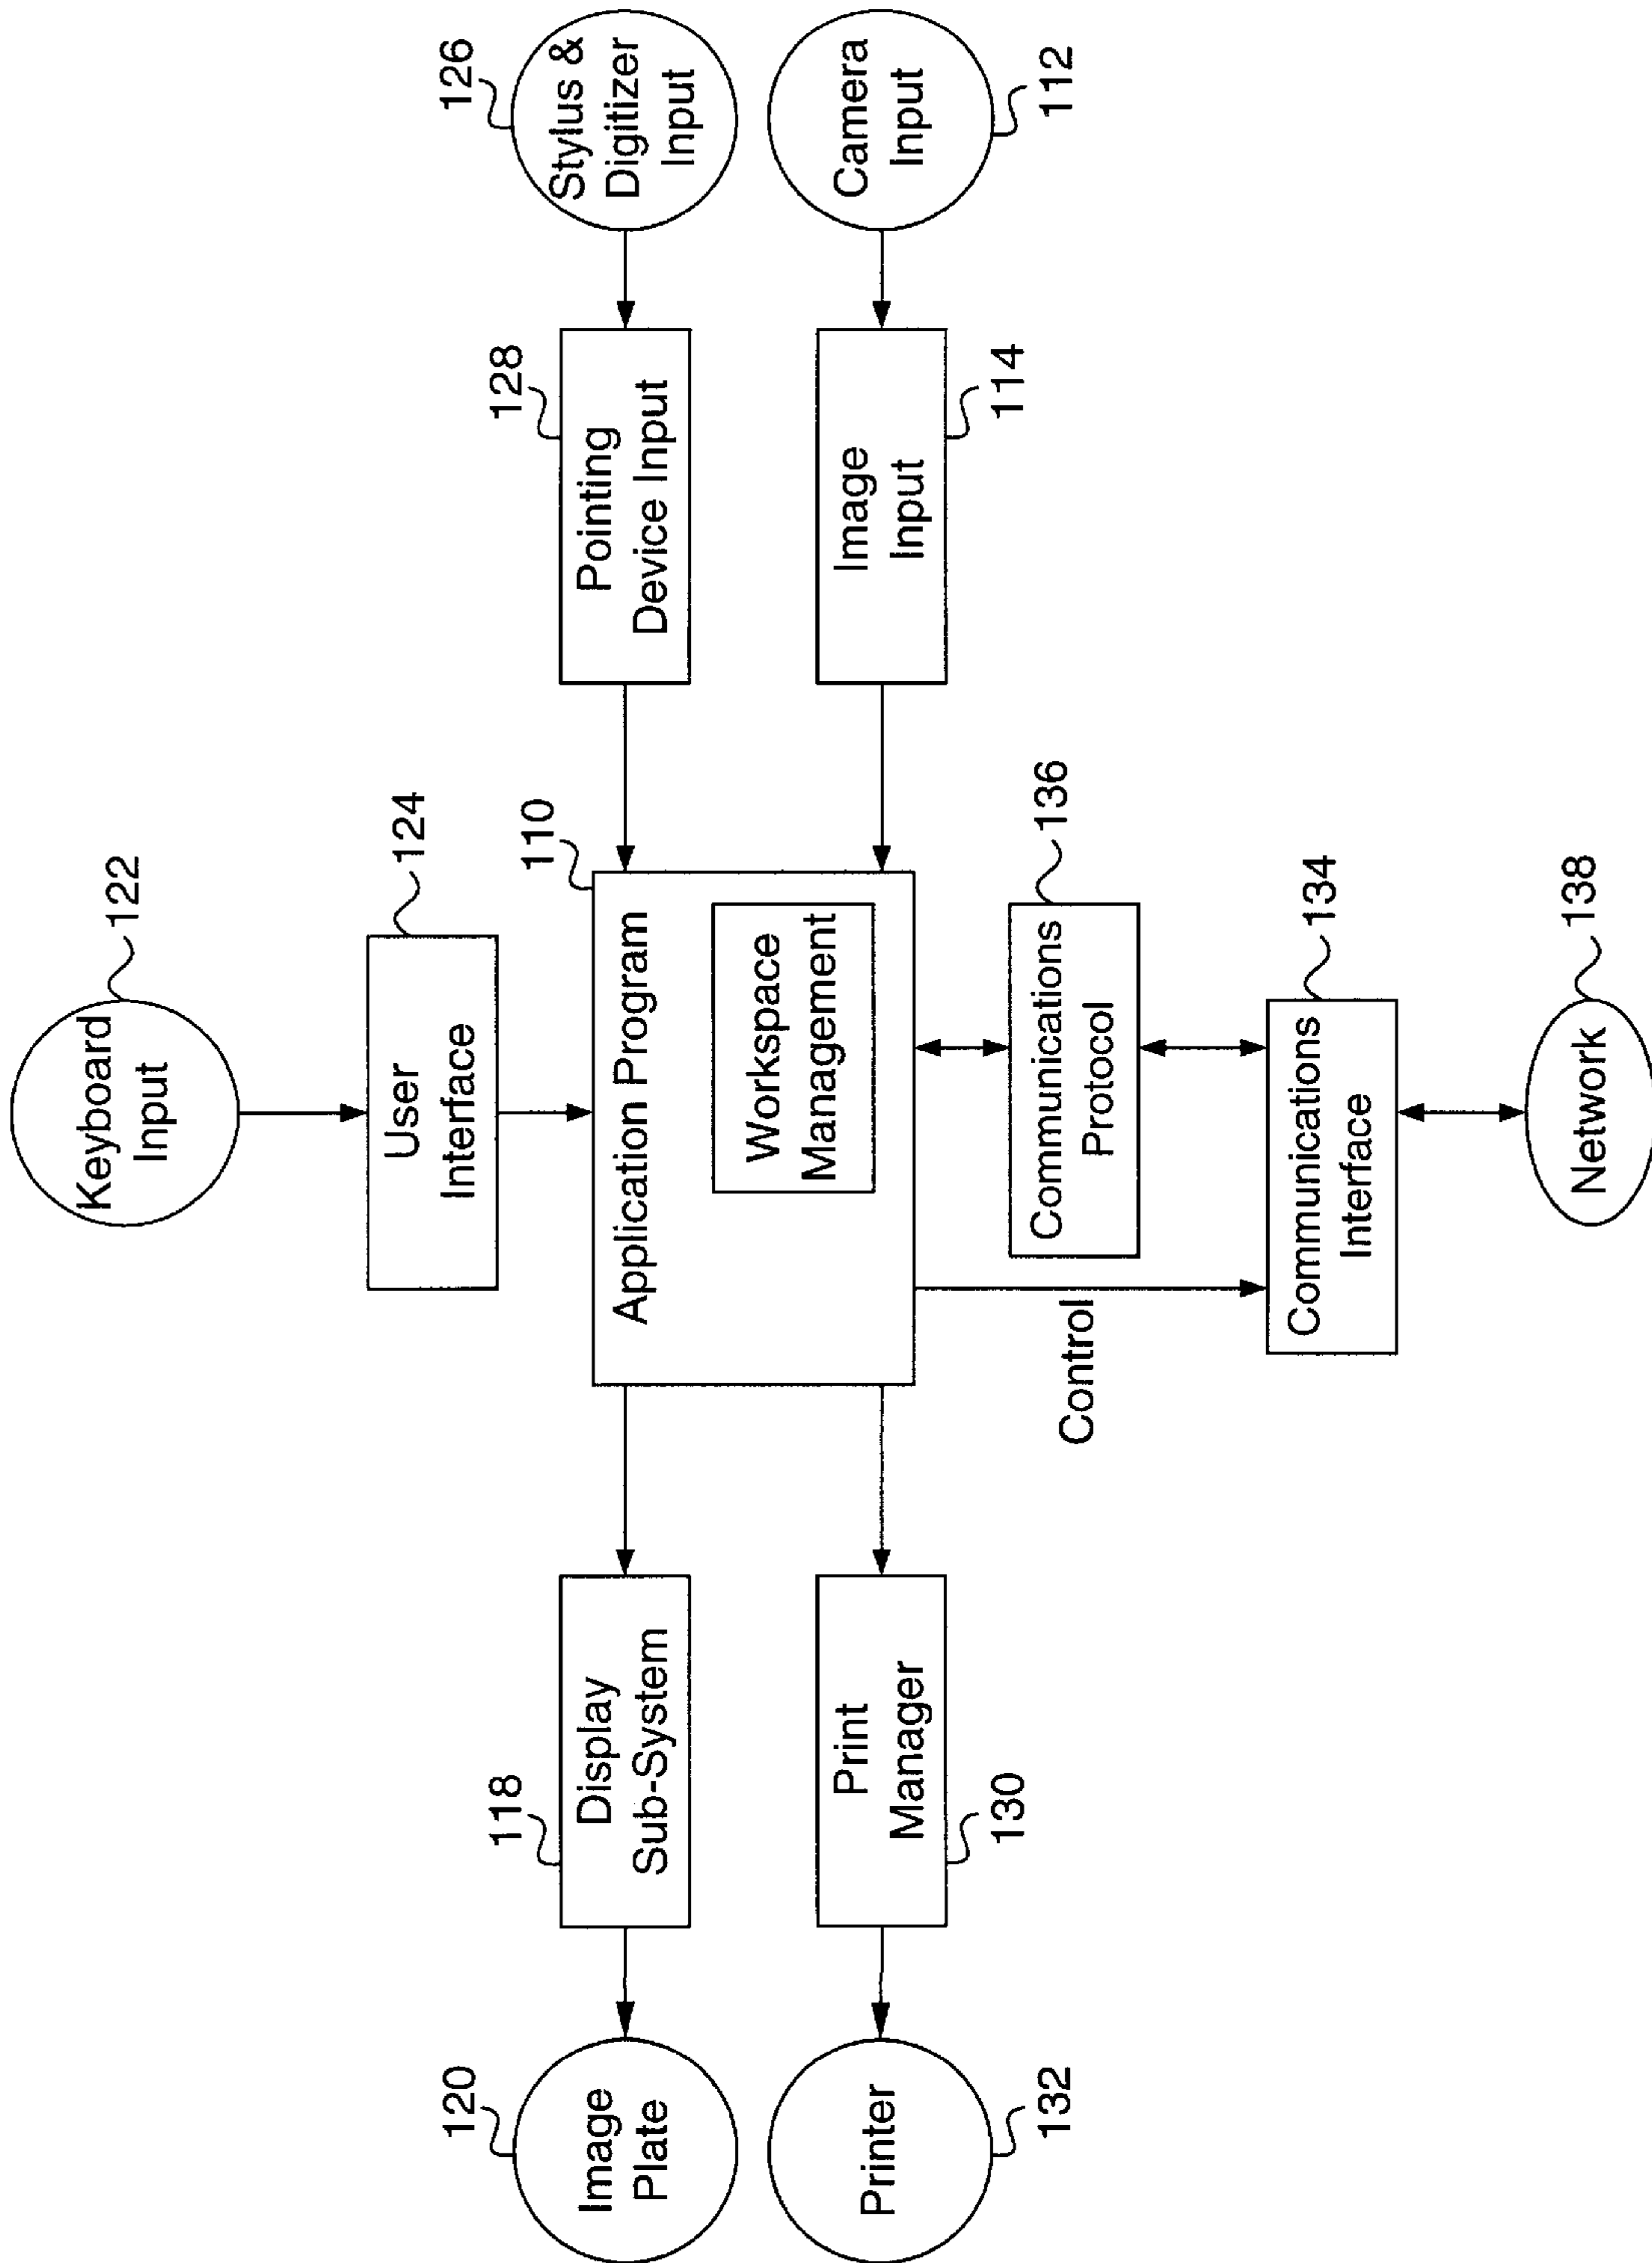 126
Stylus &
Digitizer
Input
Camera
Input
112
128
Pointing
Device Input
Image
Input
114
Keyboard
Input
122
User
Interface
124
110
Application Program
Workspace
Management
Communications
Protocol
136
Control
Communications
Interface
134
Network
138
118
Display
Sub-System
Print
Manager
130
120
Image
Plate
Printer
132